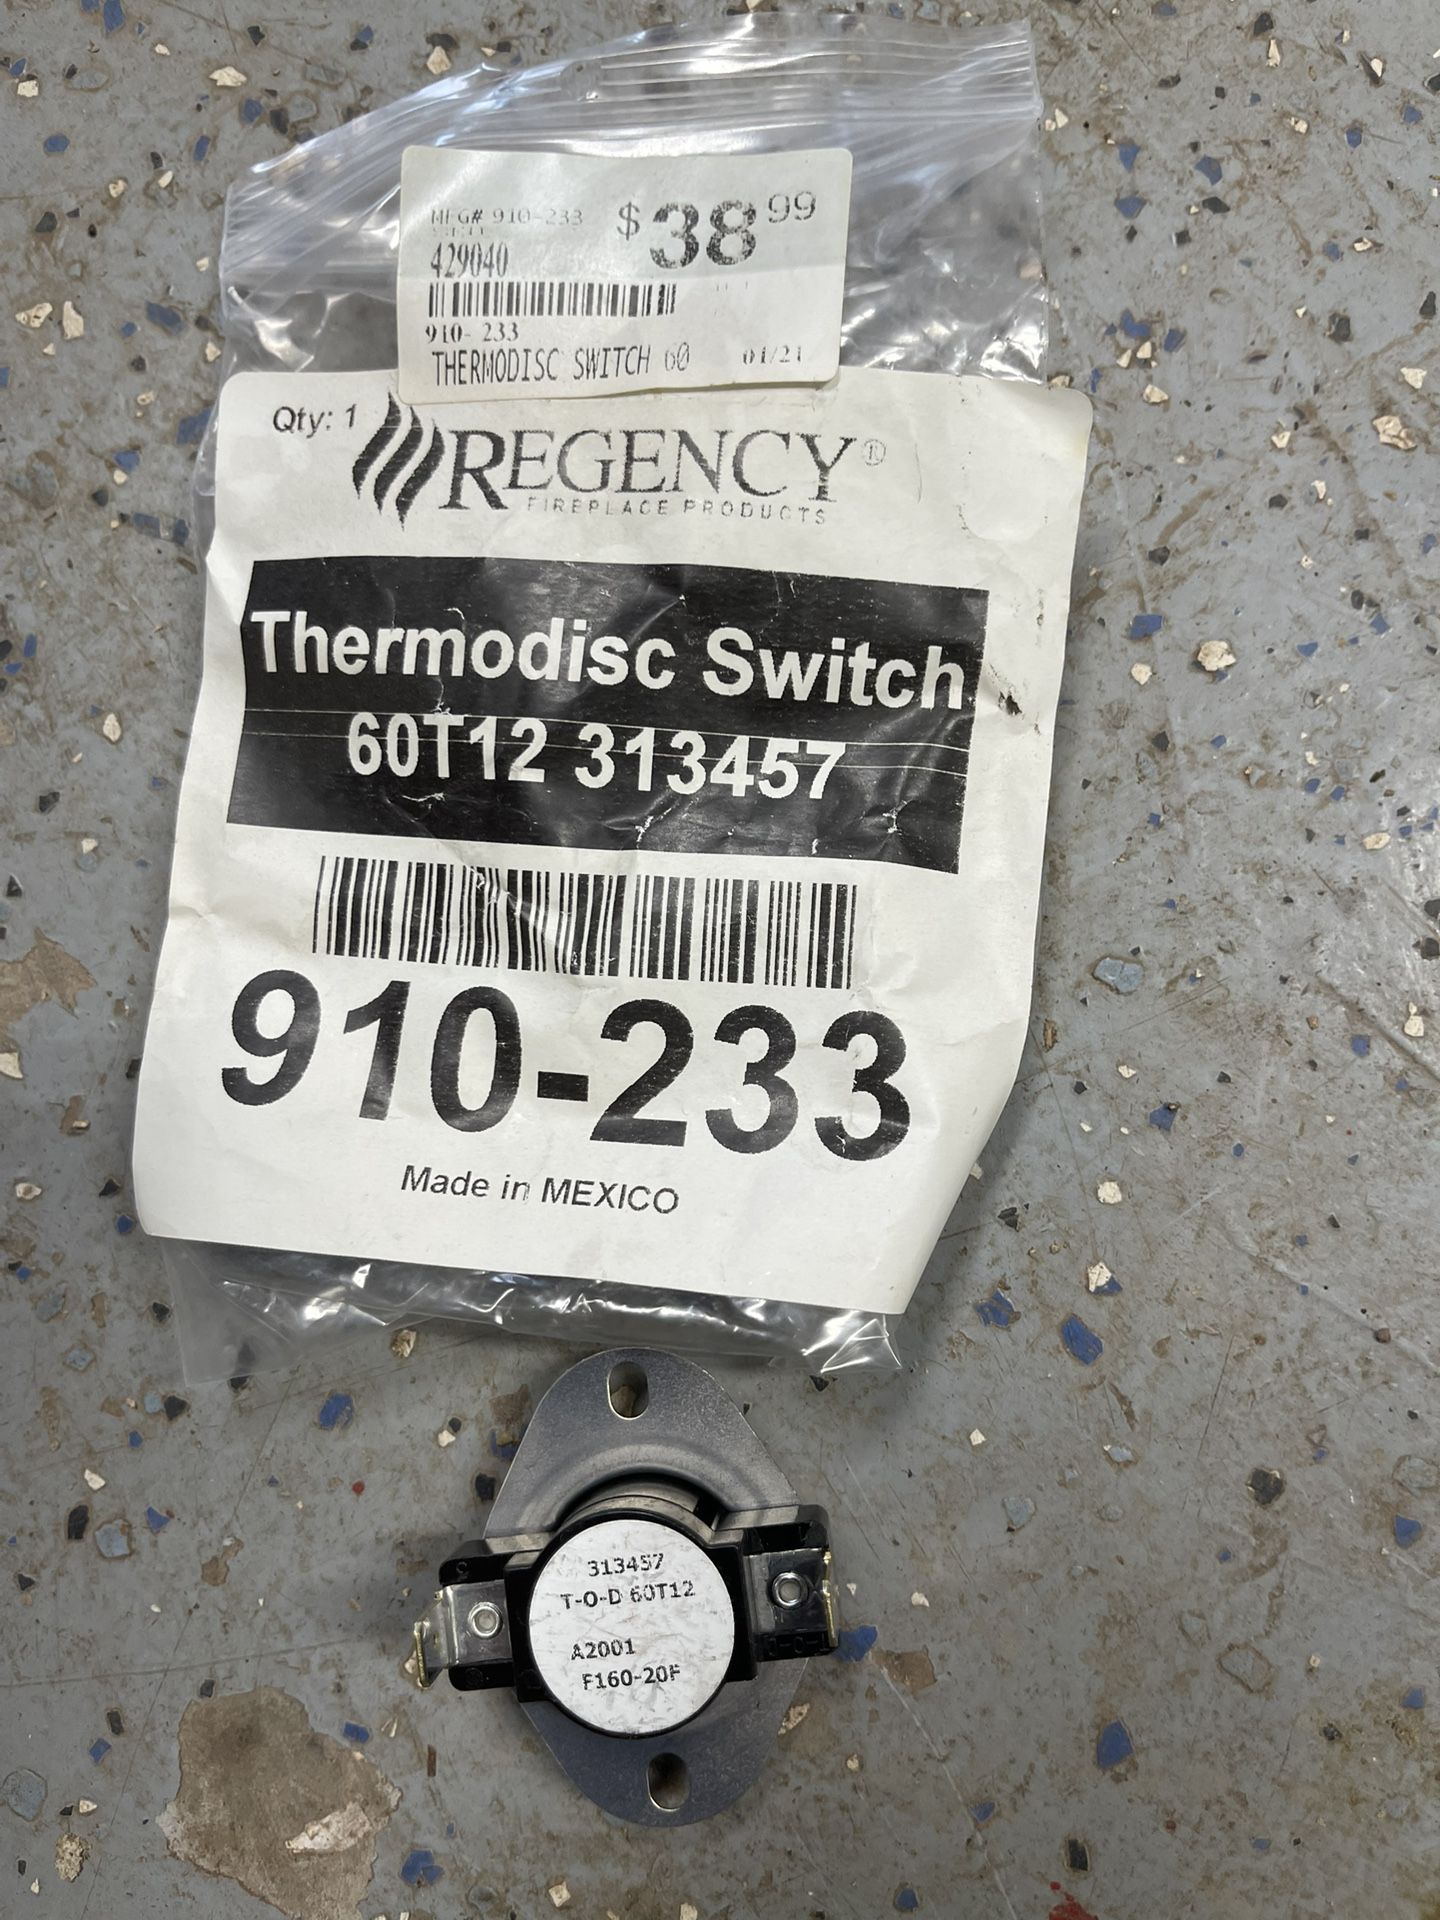 MFG# 910-233
$38.99
429040
910- 233
THERMODISC SWITCH 60 01/21
Qty: 1
REGENCY®
FIREPLACE PRODUCTS
Thermodisc Switch
60T12 313457
910-233
Made in MEXICO
313457
T-O-D 60T12
A2001
F160-20F